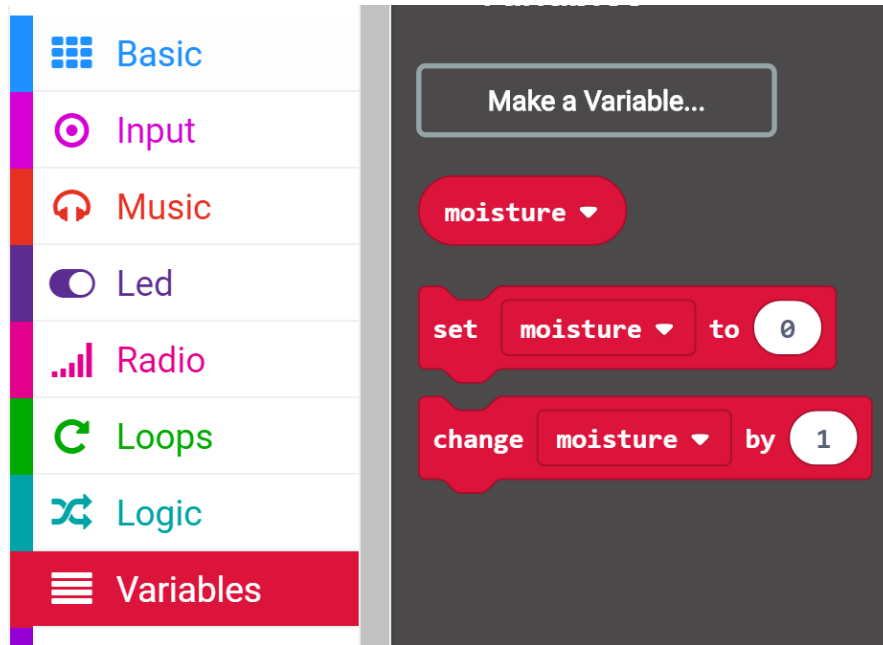 Basic
Input
Music
Led
Radio
Loops
Logic
Variables
Make a Variable...
moisture
set moisture to 0
change moisture by 1